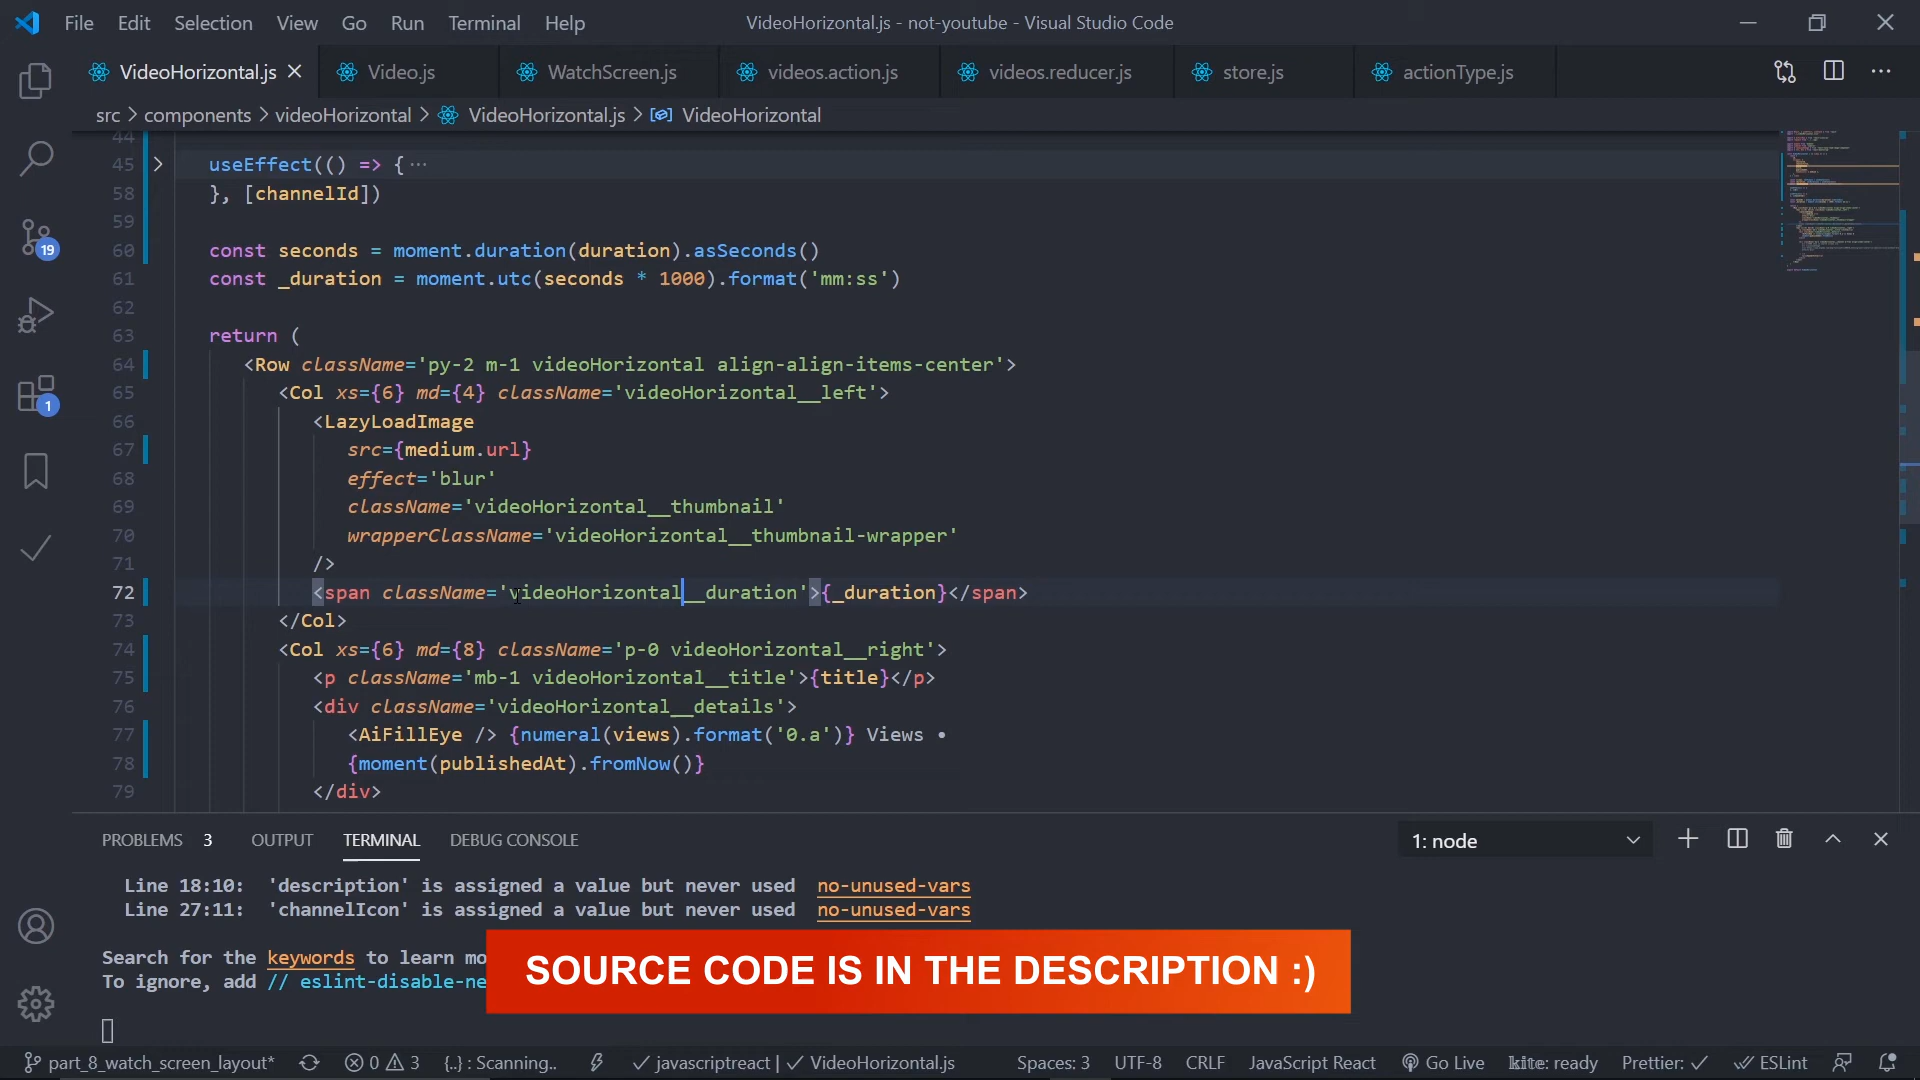 File Edit Selection View Go Run Terminal Help VideoHorizontal.js - not-youtube - Visual Studio Code
VideoHorizontal.js Video.js WatchScreen.js videos.action.js videos.reducer.js store.js actionType.js
src > components > videoHorizontal > VideoHorizontal.js > VideoHorizontal
44
45 useEffect(() => {···
58 }, [channelId])
59
60 const seconds = moment.duration(duration).asSeconds()
61 const _duration = moment.utc(seconds * 1000).format('mm:ss')
62
63 return (
64 <Row className='py-2 m-1 videoHorizontal align-align-items-center'>
65 <Col xs={6} md={4} className='videoHorizontal__left'>
66 <LazyLoadImage
67 src={medium.url}
68 effect='blur'
69 className='videoHorizontal__thumbnail'
70 wrapperClassName='videoHorizontal__thumbnail-wrapper'
71 />
72 <span className='videoHorizontal__duration'>{_duration}</span>
73 </Col>
74 <Col xs={6} md={8} className='p-0 videoHorizontal__right'>
75 <p className='mb-1 videoHorizontal__title'>{title}</p>
76 <div className='videoHorizontal__details'>
77 <AiFillEye /> {numeral(views).format('0.a')} Views •
78 {moment(publishedAt).fromNow()}
79 </div>
19
1
PROBLEMS 3 OUTPUT TERMINAL DEBUG CONSOLE 1: node
Line 18:10: 'description' is assigned a value but never used no-unused-vars
Line 27:11: 'channelIcon' is assigned a value but never used no-unused-vars
Search for the keywords to learn mo
To ignore, add // eslint-disable-ne
SOURCE CODE IS IN THE DESCRIPTION :)
part_8_watch_screen_layout* 0 3 {..} : Scanning.. javascriptreact | VideoHorizontal.js Spaces: 3 UTF-8 CRLF JavaScript React Go Live kite: ready Prettier: ✓ ESLint